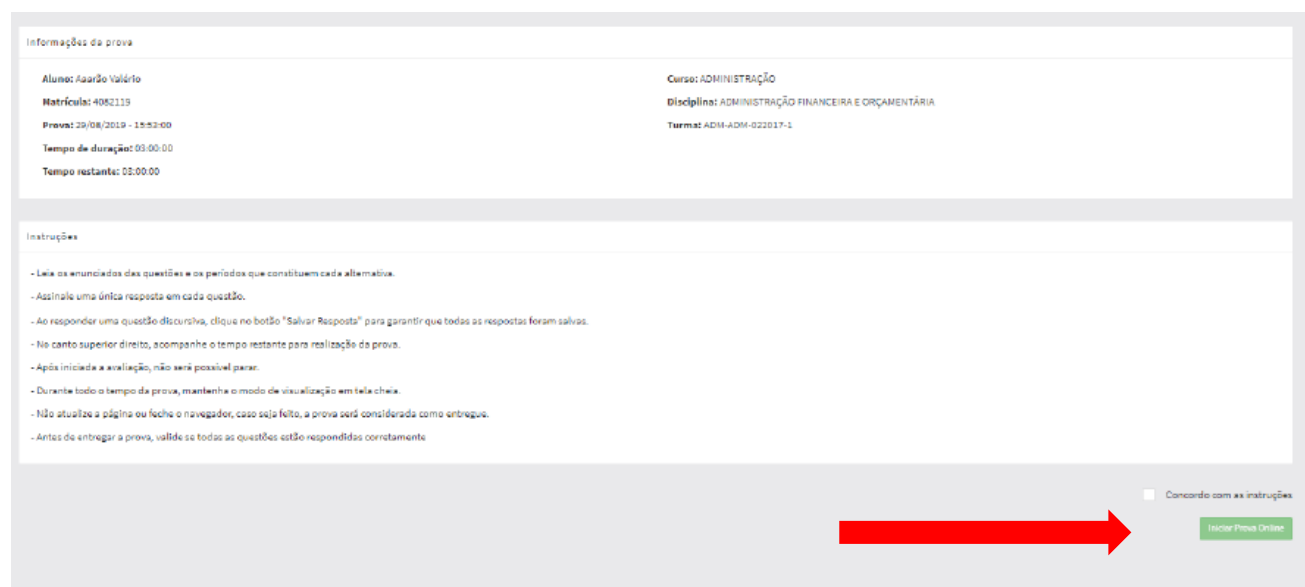 Informações da prova
Aluno: Aaarão Valério
Matrícula: 4082119
Prova: 29/08/2019 - 15:52:00
Tempo de duração: 03:00:00
Tempo restante: 03:00:00
Curso: ADMINISTRAÇÃO
Disciplina: ADMINISTRAÇÃO FINANCEIRA E ORÇAMENTÁRIA
Turma: ADM-ADM-022017-1
Instruções
- Leia os enunciados das questões e os períodos que constituem cada alternativa.
- Assinale uma única resposta em cada questão.
- Ao responder uma questão discursiva, clique no botão "Salvar Resposta" para garantir que todas as respostas foram salvas.
- No canto superior direito, acompanhe o tempo restante para realização da prova.
- Após iniciada a avaliação, não será possível parar.
- Durante todo o tempo da prova, mantenha o modo de visualização em tela cheia.
- Não atualize a página ou feche o navegador, caso seja feito, a prova será considerada como entregue.
- Antes de entregar a prova, valide se todas as questões estão respondidas corretamente
Concordo com as instruções
Iniciar Prova Online